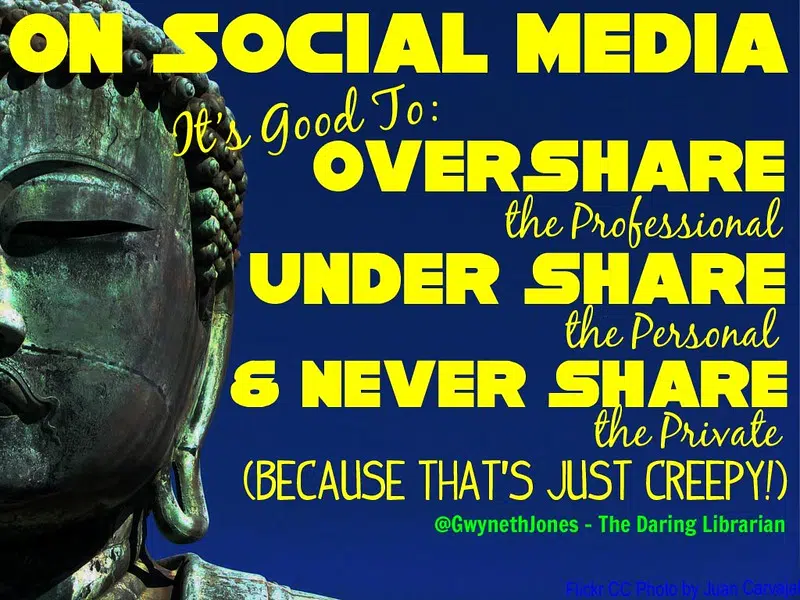 ON SOCIAL MEDIA
It's Good To:
OVERSHARE
the Professional
UNDER SHARE
the Personal
& NEVER SHARE
the Private
(BECAUSE THAT'S JUST CREEPY!)
@GwynethJones - The Daring Librarian
Flickr CC Photo by Juan